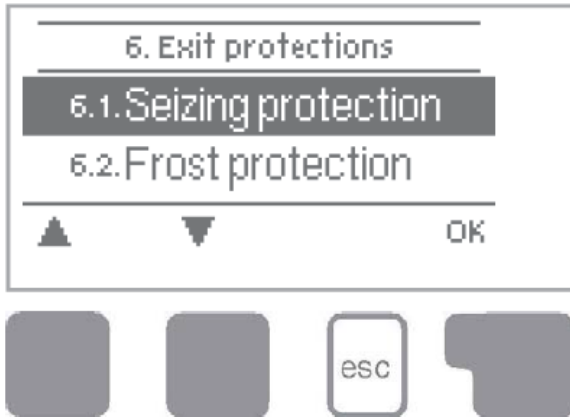 6. Exit protections
6.1.Seizing protection
6.2.Frost protection
OK
esc